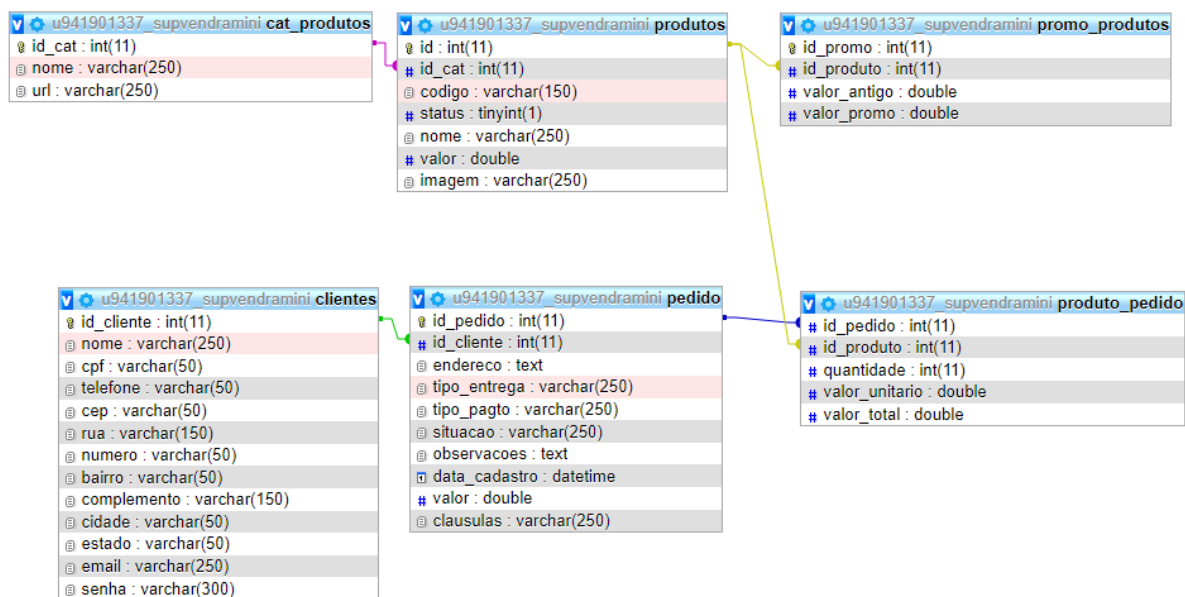 u941901337_supvendramini cat_produtos
id_cat : int(11)
nome : varchar(250)
url : varchar(250)
u941901337_supvendramini produtos
id : int(11)
id_cat : int(11)
codigo : varchar(150)
status : tinyint(1)
nome : varchar(250)
valor : double
imagem : varchar(250)
u941901337_supvendramini promo_produtos
id_promo : int(11)
id_produto : int(11)
valor_antigo : double
valor_promo : double
u941901337_supvendramini clientes
id_cliente : int(11)
nome : varchar(250)
cpf : varchar(50)
telefone : varchar(50)
cep : varchar(50)
rua : varchar(150)
numero : varchar(50)
bairro : varchar(50)
complemento : varchar(150)
cidade : varchar(50)
estado : varchar(50)
email : varchar(250)
senha : varchar(300)
u941901337_supvendramini pedido
id_pedido : int(11)
id_cliente : int(11)
endereco : text
tipo_entrega : varchar(250)
tipo_pagto : varchar(250)
situacao : varchar(250)
observacoes : text
data_cadastro : datetime
valor : double
clausulas : varchar(250)
u941901337_supvendramini produto_pedido
id_pedido : int(11)
id_produto : int(11)
quantidade : int(11)
valor_unitario : double
valor_total : double